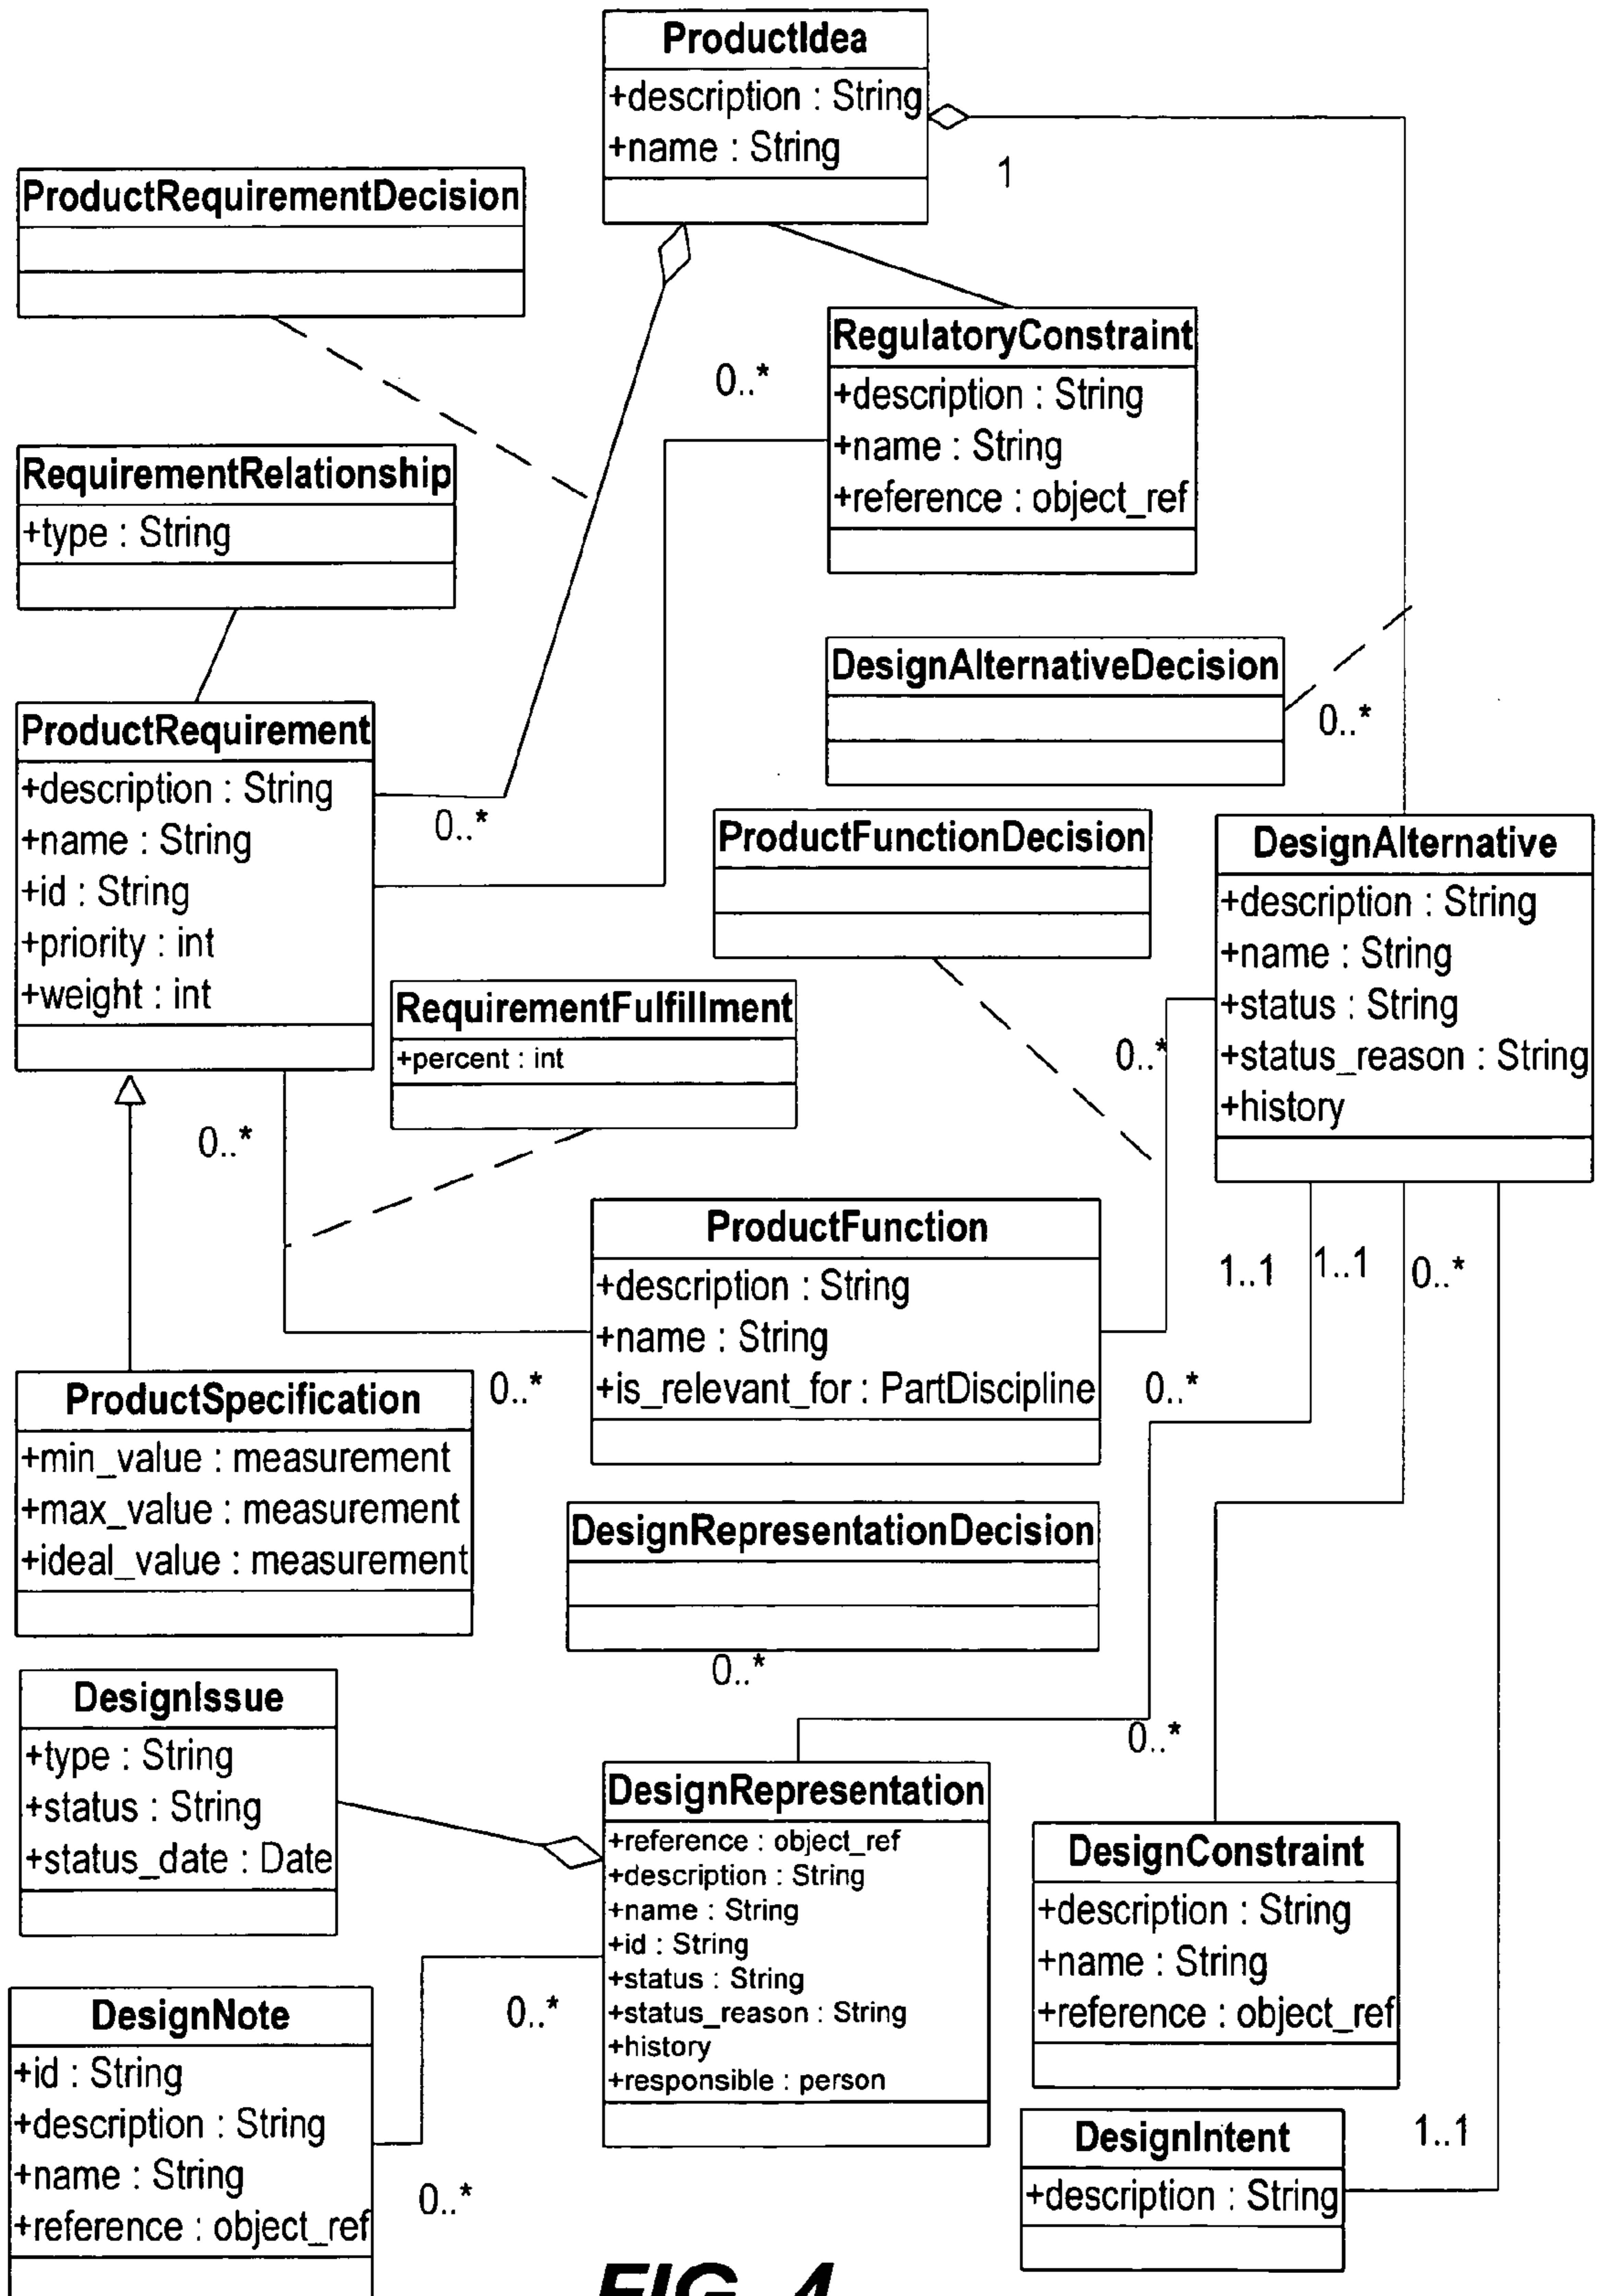 ProductIdea
+description : String
+name : String
1
ProductRequirementDecision
RegulatoryConstraint
+description : String
+name : String
+reference : object_ref
0..*
RequirementRelationship
+type : String
DesignAlternativeDecision
0..*
ProductRequirement
+description : String
+name : String
+id : String
+priority : int
+weight : int
0..*
ProductFunctionDecision
DesignAlternative
+description : String
+name : String
+status : String
+status_reason : String
+history
RequirementFulfillment
+percent : int
0..*
0..*
ProductFunction
+description : String
+name : String
+is_relevant_for : PartDiscipline
1..1
1..1
0..*
0..*
0..*
ProductSpecification
+min_value : measurement
+max_value : measurement
+ideal_value : measurement
DesignRepresentationDecision
0..*
0..*
DesignIssue
+type : String
+status : String
+status_date : Date
DesignRepresentation
+reference : object_ref
+description : String
+name : String
+id : String
+status : String
+status_reason : String
+history
+responsible : person
DesignConstraint
+description : String
+name : String
+reference : object_ref
0..*
DesignNote
+id : String
+description : String
+name : String
+reference : object_ref
0..*
DesignIntent
+description : String
1..1
FIG. 4